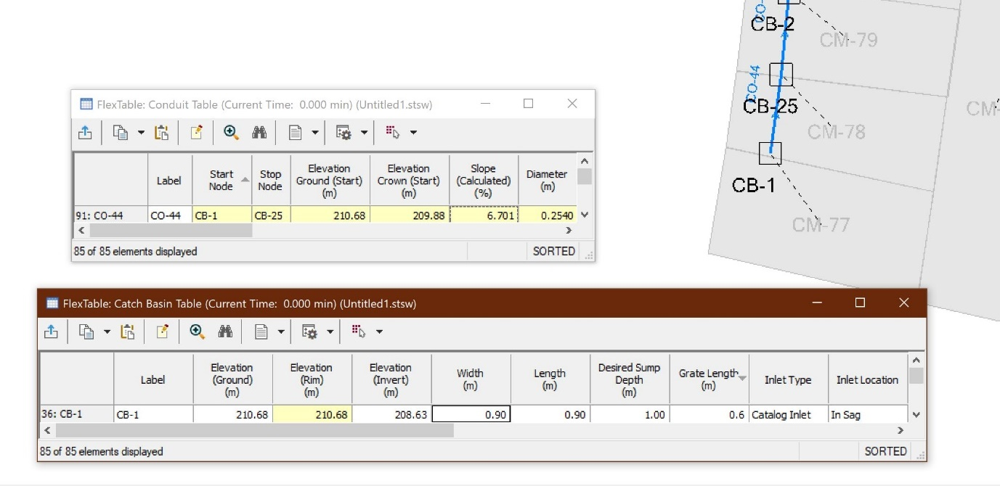 CO-
CB-2
CM-79
CO-44
CB-25
CM-
CM-78
CB-1
CM-77
FlexTable: Conduit Table (Current Time: 0.000 min) (Untitled1.stsw)
Label Start Node Stop Node Elevation Ground (Start) (m) Elevation Crown (Start) (m) Slope (Calculated) (%) Diameter (m)
91: CO-44 CO-44 CB-1 CB-25 210.68 209.88 6.701 0.2540
85 of 85 elements displayed SORTED
FlexTable: Catch Basin Table (Current Time: 0.000 min) (Untitled1.stsw)
Label Elevation (Ground) (m) Elevation (Rim) (m) Elevation (Invert) (m) Width (m) Length (m) Desired Sump Depth (m) Grate Length (m) Inlet Type Inlet Location
36: CB-1 CB-1 210.68 210.68 208.63 0.90 0.90 1.00 0.6 Catalog Inlet In Sag
85 of 85 elements displayed SORTED